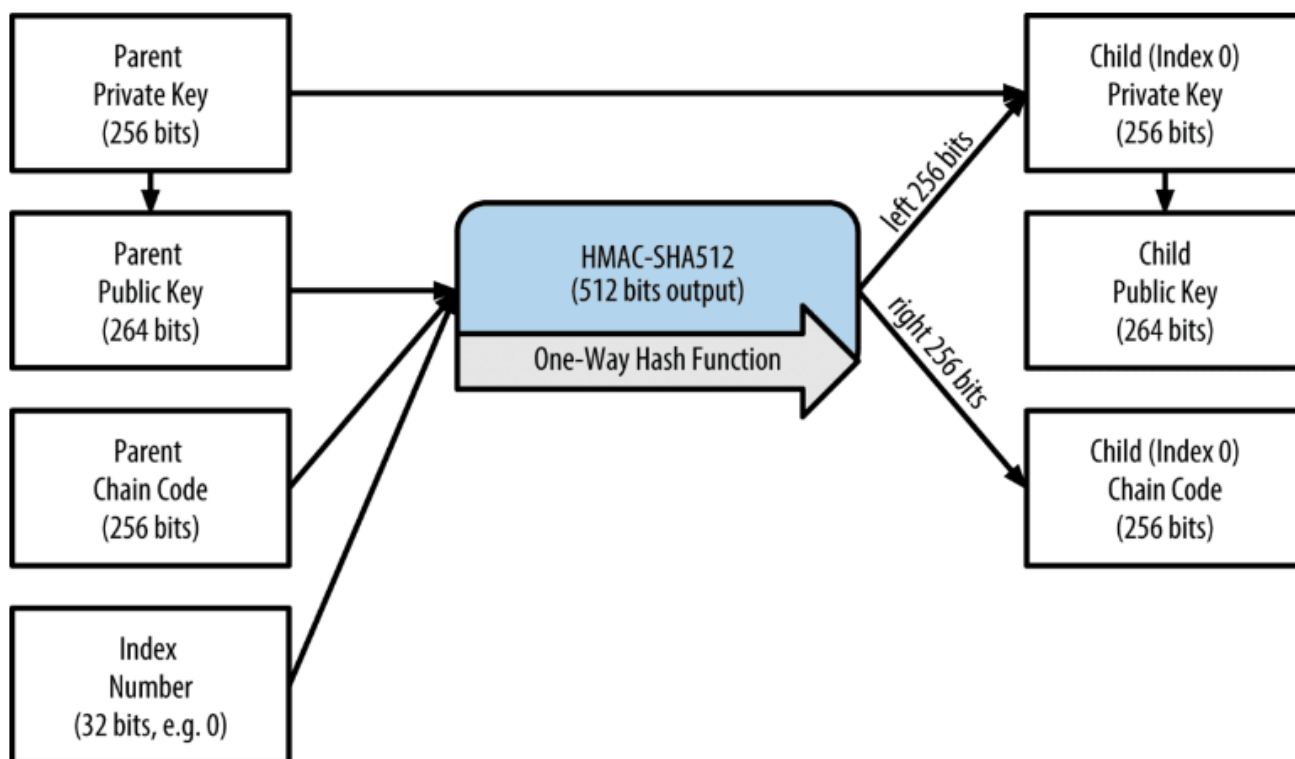 Parent
Private Key
(256 bits)
Parent
Public Key
(264 bits)
Parent
Chain Code
(256 bits)
Index
Number
(32 bits, e.g. 0)
HMAC-SHA512
(512 bits output)
One-Way Hash Function
left 256 bits
right 256 bits
Child (Index 0)
Private Key
(256 bits)
Child
Public Key
(264 bits)
Child (Index 0)
Chain Code
(256 bits)